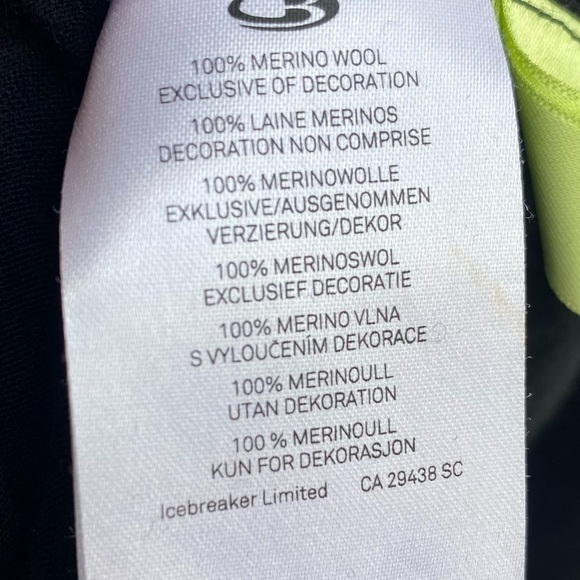 100% MERINO WOOL
EXCLUSIVE OF DECORATION
100% LAINE MERINOS
DECORATION NON COMPRISE
100% MERINOWOLLE
EXKLUSIVE/AUSGENOMMEN
VERZIERUNG/DEKOR
100% MERINOSWOL
EXCLUSIEF DECORATIE
100% MERINO VLNA
S VYLOUČENÍM DEKORACE
100% MERINOULL
UTAN DEKORATION
100 % MERINOULL
KUN FOR DEKORASJON
Icebreaker Limited CA 29438 SC